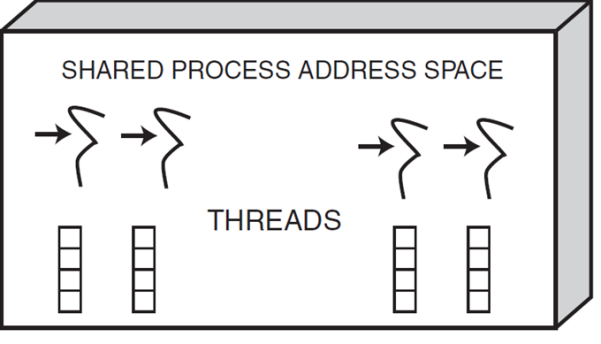 SHARED PROCESS ADDRESS SPACE
THREADS